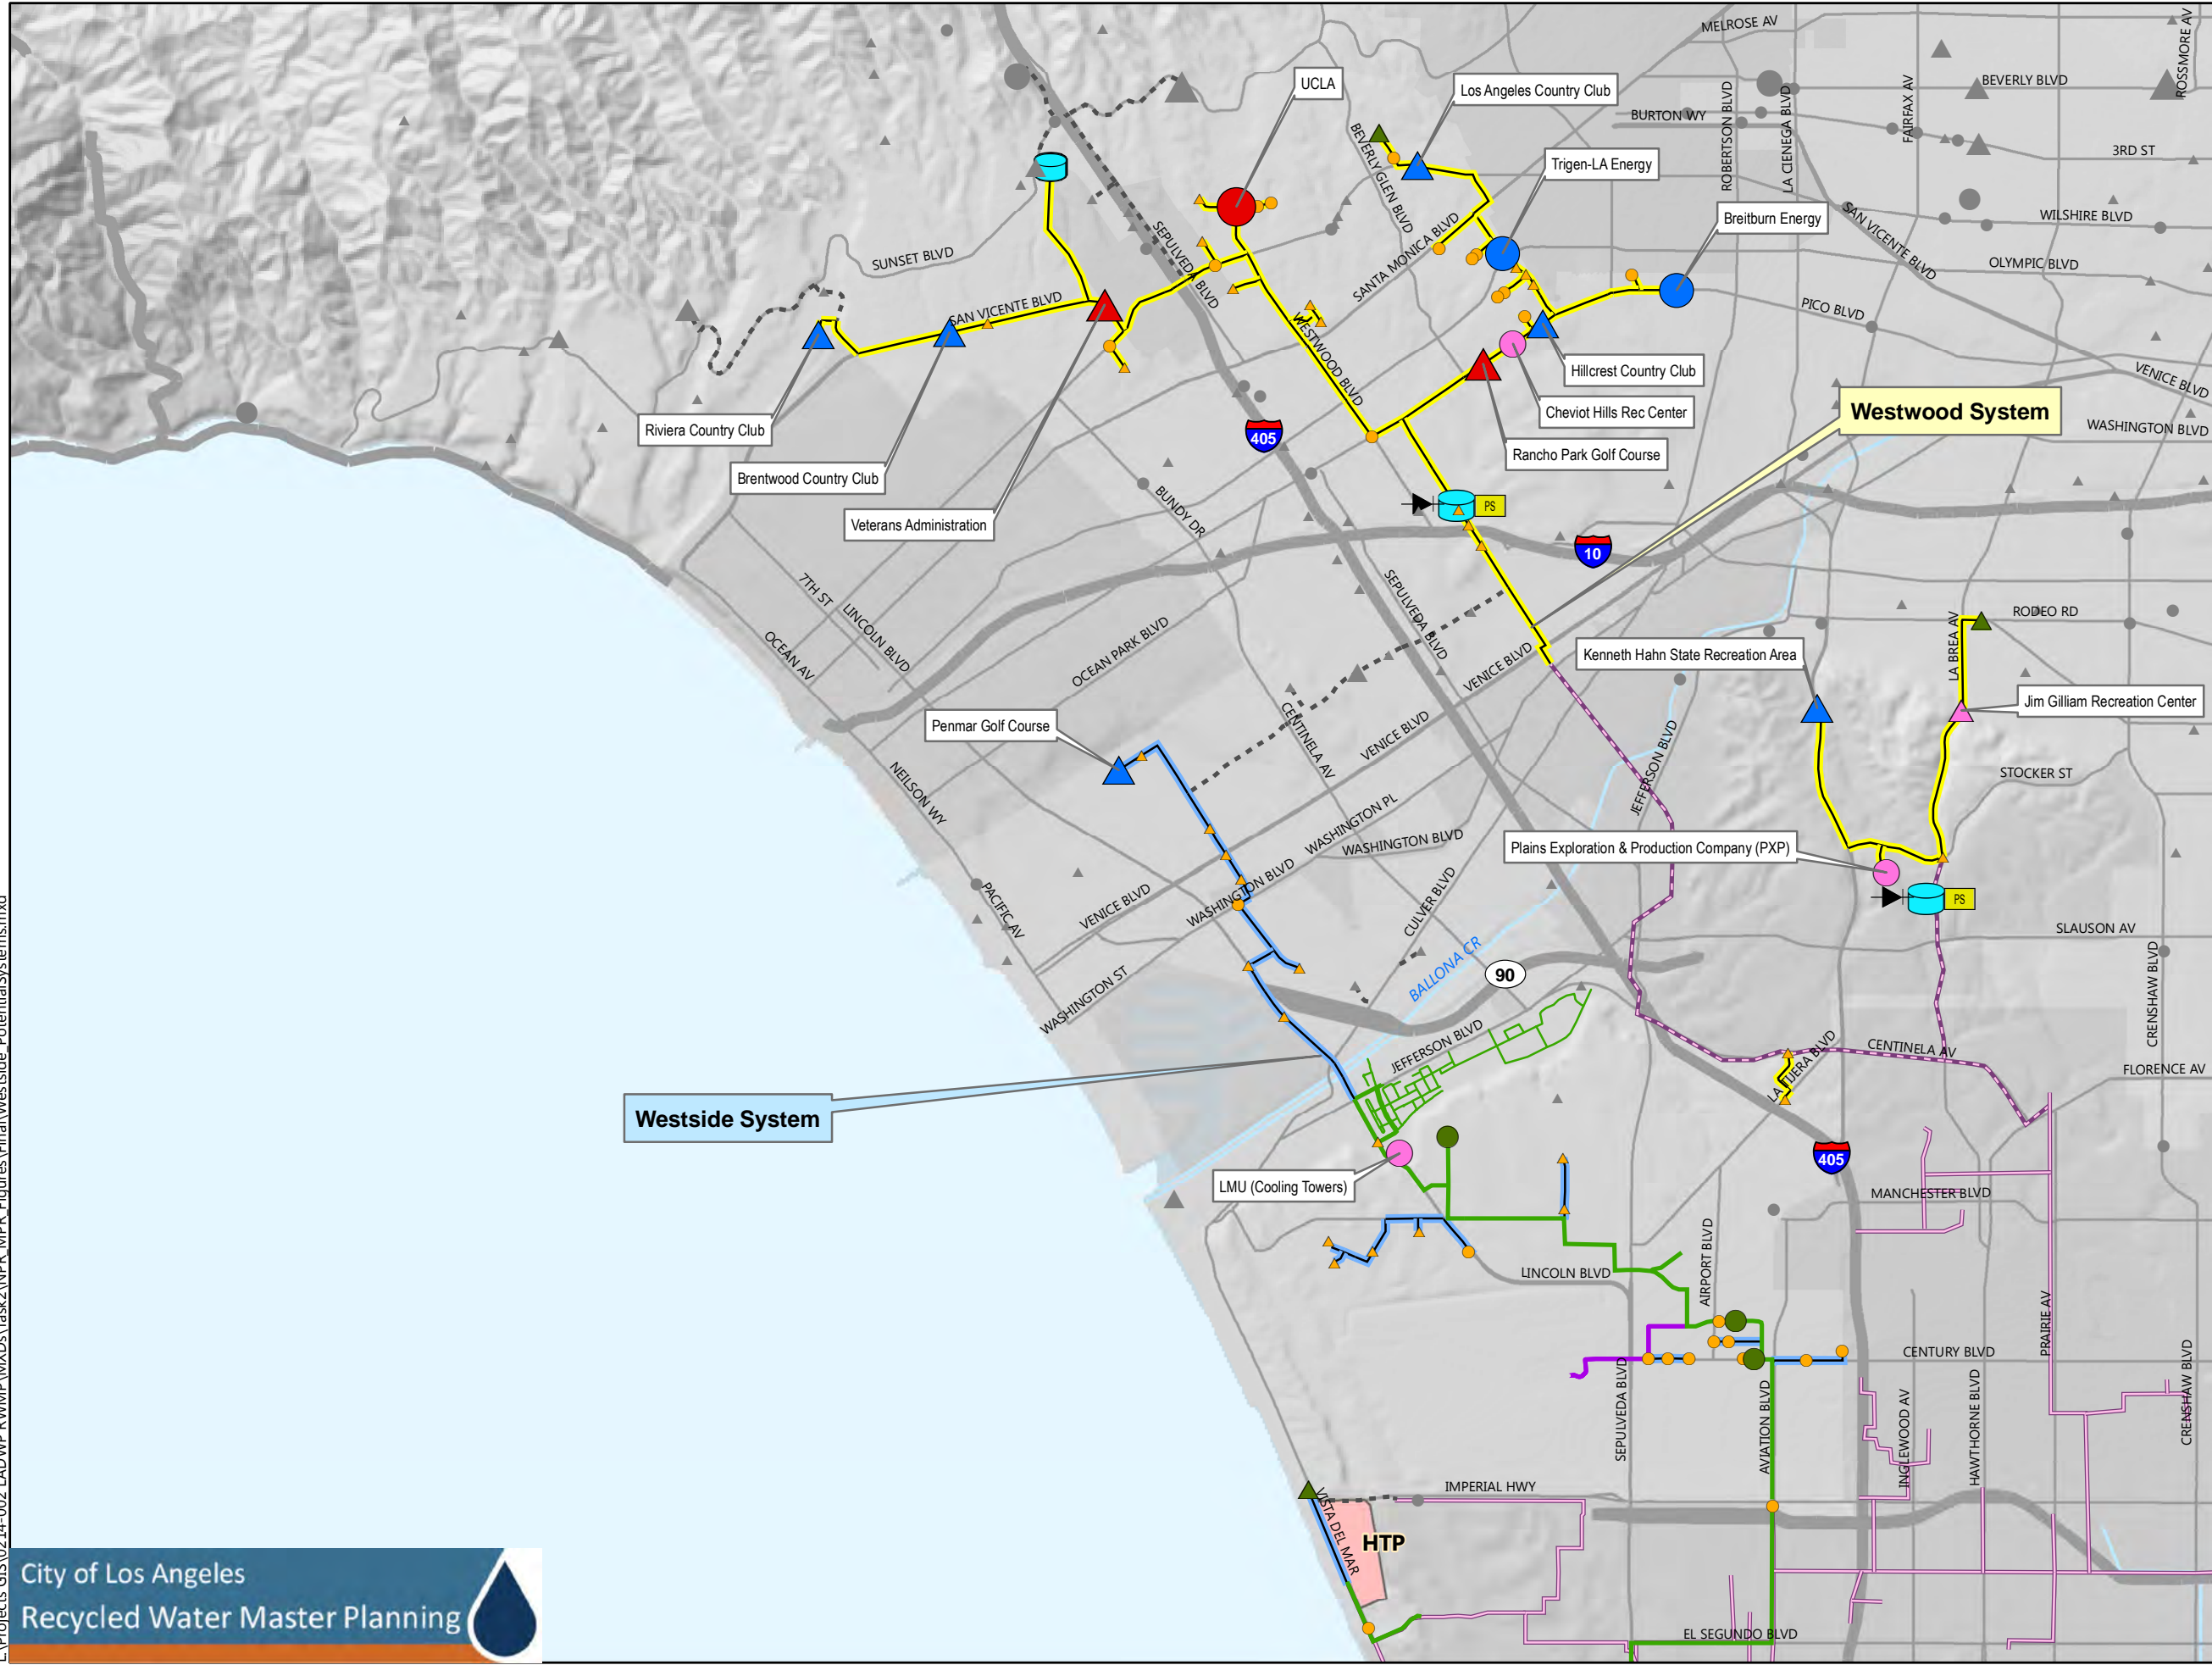 MELROSE AV
ROSSMORE AV
UCLA
Los Angeles Country Club
BEVERLY BLVD
FAIRFAX AV
ROBERTSON BLVD
LA CIENEGA BLVD
BURTON WY
3RD ST
BEVERLY GLEN BLVD
Trigen-LA Energy
Breitburn Energy
WILSHIRE BLVD
SAN VICENTE BLVD
SANTA MONICA BLVD
SEPULVEDA BLVD
SUNSET BLVD
OLYMPIC BLVD
SAN VICENTE BLVD
PICO BLVD
WESTWOOD BLVD
Hillcrest Country Club
VENICE BLVD
Cheviot Hills Rec Center
Westwood System
Riviera Country Club
405
WASHINGTON BLVD
Rancho Park Golf Course
Brentwood Country Club
BUNDY DR
PS
Veterans Administration
10
7TH ST
LINCOLN BLVD
SEPULVEDA BLVD
OCEAN AV
OCEAN PARK BLVD
RODEO RD
LA BREA AV
Kenneth Hahn State Recreation Area
VENICE BLVD
Jim Gilliam Recreation Center
Penmar Golf Course
CENTINELA AV
VENICE BLVD
JEFFERSON BLVD
STOCKER ST
NEILSON WY
WASHINGTON PL
WASHINGTON BLVD
Plains Exploration & Production Company (PXP)
PACIFIC AV
VENICE BLVD
WASHINGTON BLVD
CULVER BLVD
PS
SLAUSON AV
BALLONA CR
90
CRENSHAW BLVD
WASHINGTON ST
JEFFERSON BLVD
CENTINELA AV
LA TIJERA BLVD
FLORENCE AV
Westside System
405
LMU (Cooling Towers)
MANCHESTER BLVD
AIRPORT BLVD
LINCOLN BLVD
PRAIRIE AV
CENTURY BLVD
CRENSHAW BLVD
SEPULVEDA BLVD
AVIATION BLVD
INGLEWOOD AV
HAWTHORNE BLVD
IMPERIAL HWY
VISTA DEL MAR
HTP
EL SEGUNDO BLVD
City of Los Angeles
Recycled Water Master Planning